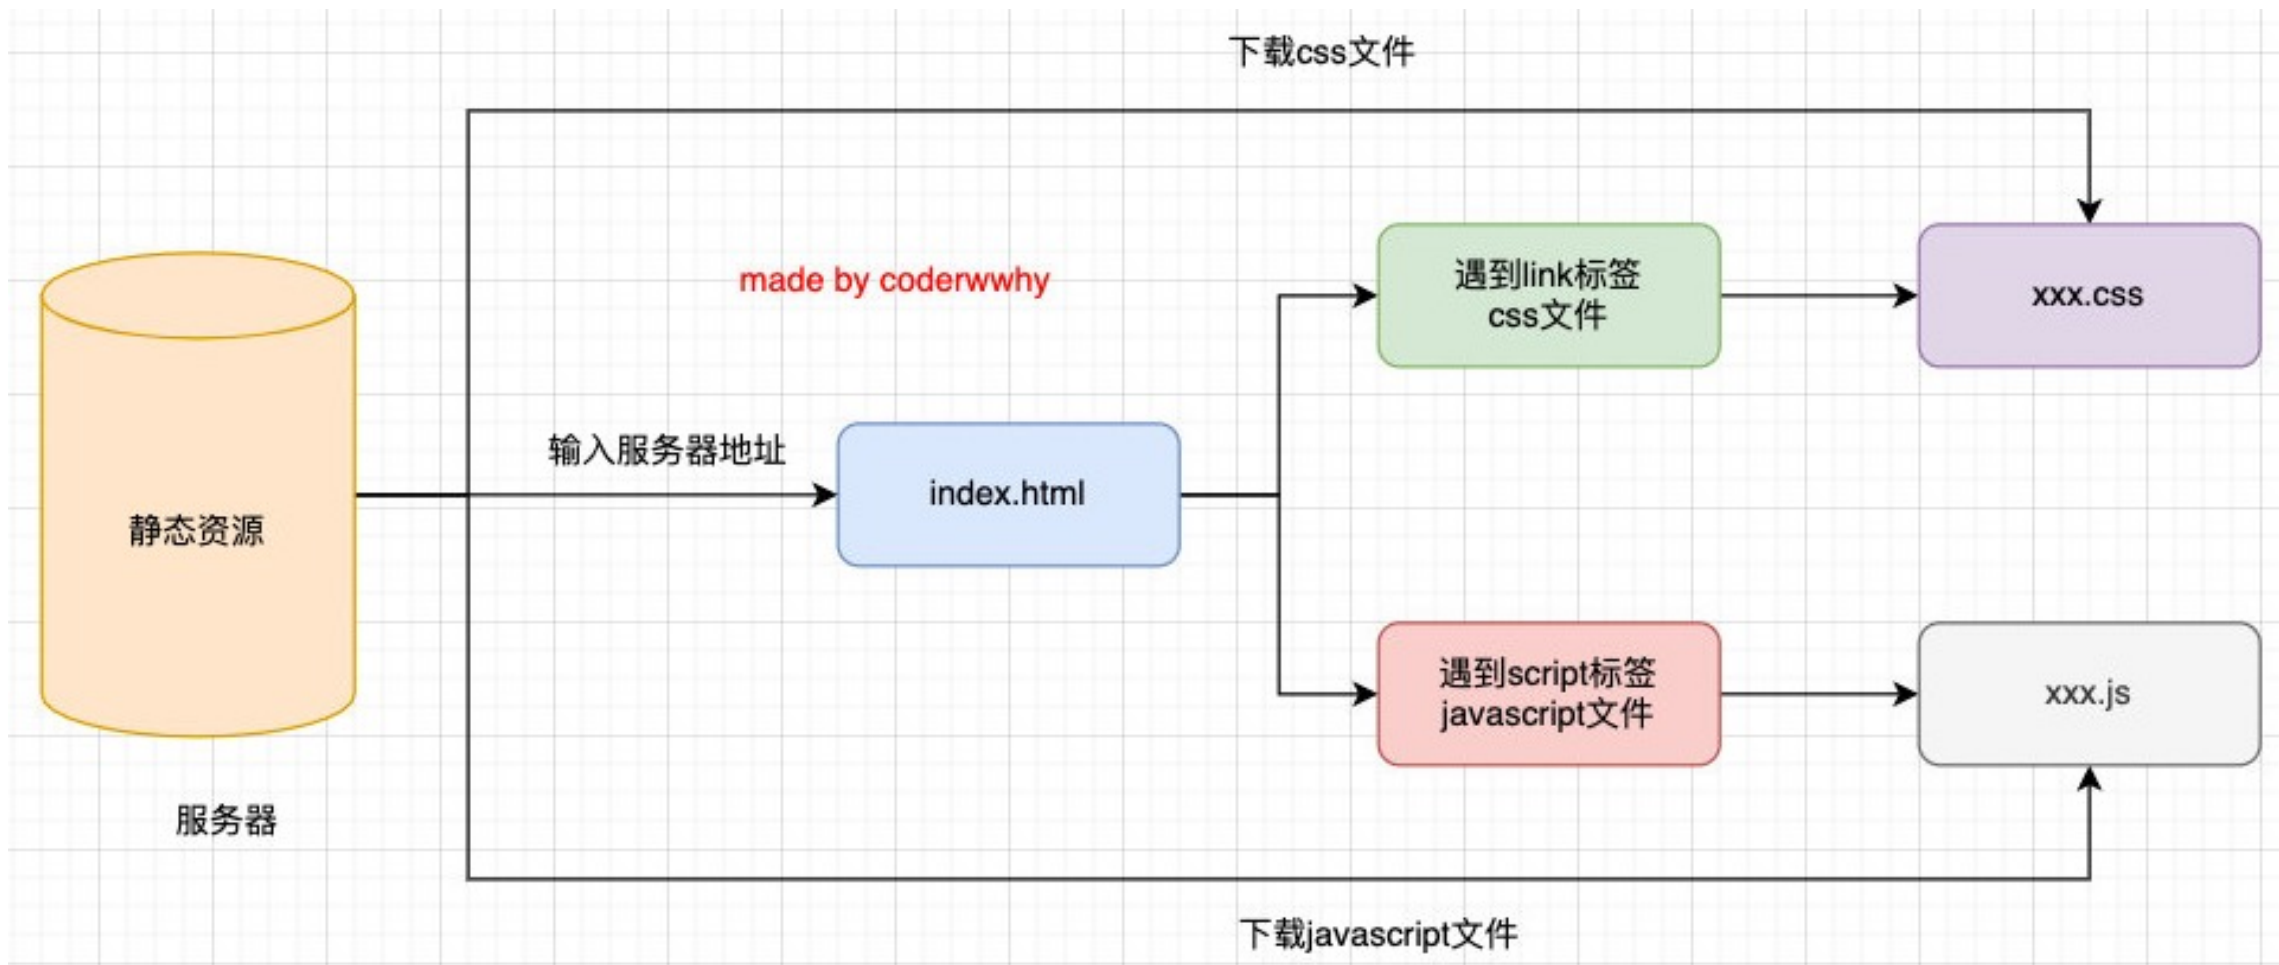 下载css文件
made by coderwwhy
遇到link标签
css文件
xxx.css
输入服务器地址
index.html
静态资源
遇到script标签
javascript文件
xxx.js
服务器
下载javascript文件